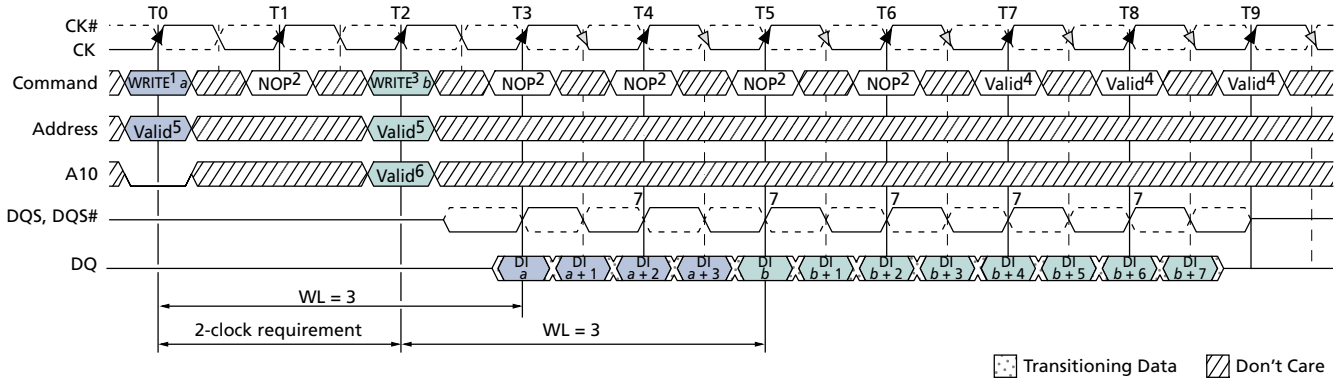 T0 T1 T2 T3 T4 T5 T6 T7 T8 T9
CK#
CK
Command WRITE1 a NOP2 WRITE3 b NOP2 NOP2 NOP2 NOP2 Valid4 Valid4 Valid4
Address Valid5 Valid5
A10 Valid6
7 7 7 7 7
DQS, DQS#
DQ DI a DI a + 1 DI a + 2 DI a + 3 DI b DI b + 1 DI b + 2 DI b + 3 DI b + 4 DI b + 5 DI b + 6 DI b + 7
WL = 3
2-clock requirement WL = 3
Transitioning Data Don't Care